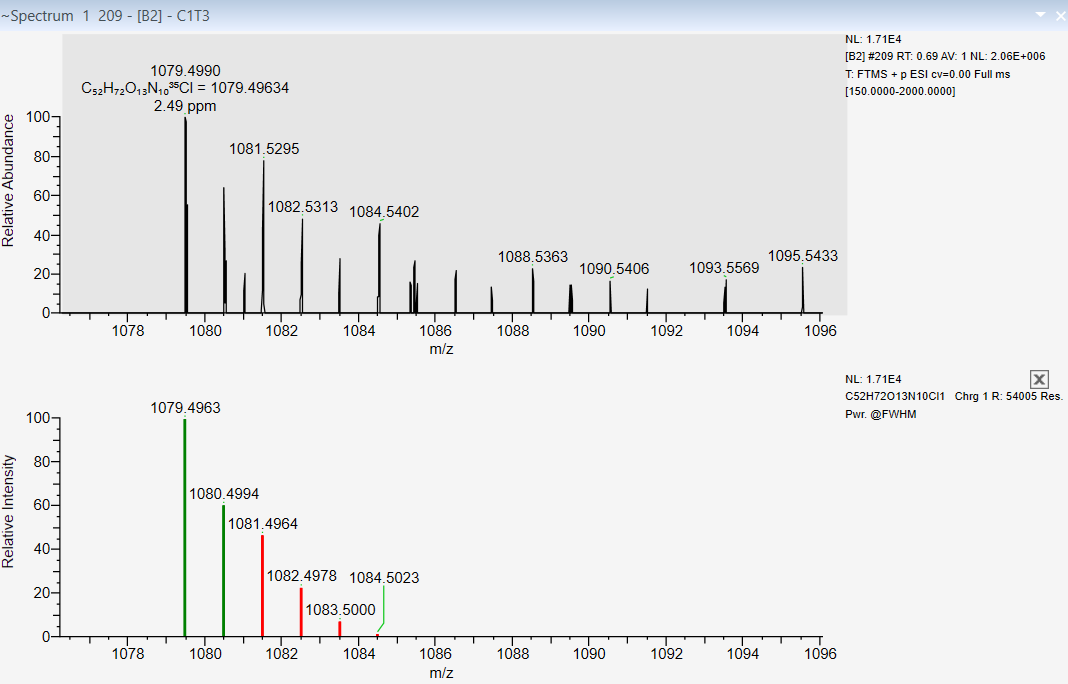 ~Spectrum 1 209 - [B2] - C1T3
NL: 1.71E4
[B2] #209 RT: 0.69 AV: 1 NL: 2.06E+006
T: FTMS + p ESI cv=0.00 Full ms
[150.0000-2000.0000]
1079.4990
C₅₂H₇₂O₁₃N₁₀³⁵Cl = 1079.49634
2.49 ppm
1081.5295
1082.5313
1084.5402
1088.5363
1090.5406
1093.5569
1095.5433
Relative Abundance
100
80
60
40
20
0
1078 1080 1082 1084 1086 1088 1090 1092 1094 1096
m/z
NL: 1.71E4
X
C52H72O13N10Cl1 Chrg 1 R: 54005 Res.
Pwr. @FWHM
1079.4963
1080.4994
1081.4964
1082.4978
1083.5000
1084.5023
Relative Intensity
100
80
60
40
20
0
1078 1080 1082 1084 1086 1088 1090 1092 1094 1096
m/z